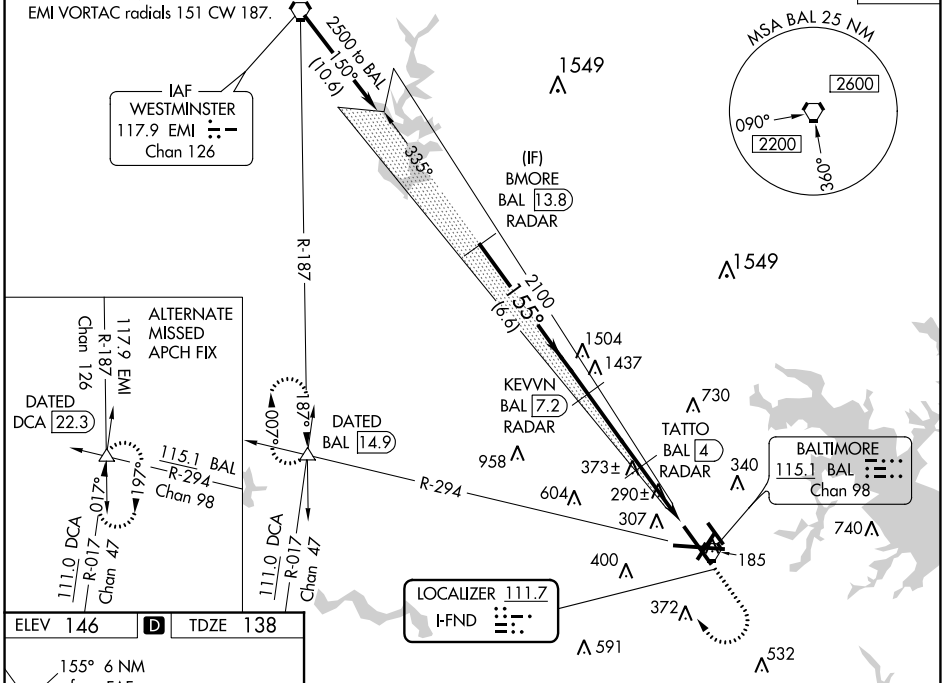 EMI VORTAC radials 151 CW 187.
2500 to BAL
150°
(10.6)
IAF
WESTMINSTER
117.9 EMI
Chan 126
335°
1549
MSA BAL 25 NM
2600
090°
2200
360°
(IF)
BMORE
BAL 13.8
RADAR
R-187
1549
2100
155°
(6.6)
1504
1437
KEVVN
BAL 7.2
RADAR
730
TATTO
BAL 4
RADAR
ALTERNATE
MISSED
APCH FIX
117.9 EMI
R-187
Chan 126
DATED
DCA 22.3
115.1 BAL
R-294
Chan 98
017°
197°
111.0 DCA
R-017
Chan 47
007°
187°
DATED
BAL 14.9
R-294
111.0 DCA
R-017
Chan 47
958
373±
290±
604
307
340
BALTIMORE
115.1 BAL
Chan 98
740
185
400
LOCALIZER 111.7
I-FND
372
591
532
ELEV 146
D
TDZE 138
155° 6 NM